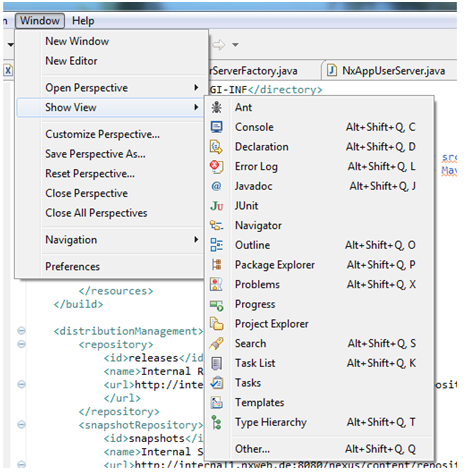 Window Help
New Window
New Editor
Open Perspective
Show View
Customize Perspective...
Save Perspective As...
Reset Perspective...
Close Perspective
Close All Perspectives
Navigation
Preferences
rServerFactory.java NxAppUserServer.java
GI-INF</directory>
Ant
Console Alt+Shift+Q, C
Declaration Alt+Shift+Q, D
Error Log Alt+Shift+Q, L
Javadoc Alt+Shift+Q, J
JUnit
Navigator
Outline Alt+Shift+Q, O
Package Explorer Alt+Shift+Q, P
Problems Alt+Shift+Q, X
Progress
Project Explorer
Search Alt+Shift+Q, S
Task List Alt+Shift+Q, K
Tasks
Templates
Type Hierarchy Alt+Shift+Q, T
Other... Alt+Shift+Q, Q
src
Mav
</resources>
</build>
<distributionManagement>
<repository>
<id>releases</id
<name>Internal R
<url>http://inte
posit
</url>
</repository>
<snapshotRepository>
<id>snapshots</i
<name>Internal S
<url>http://internal1.nxweb.de:8080/nexus/content/reposit